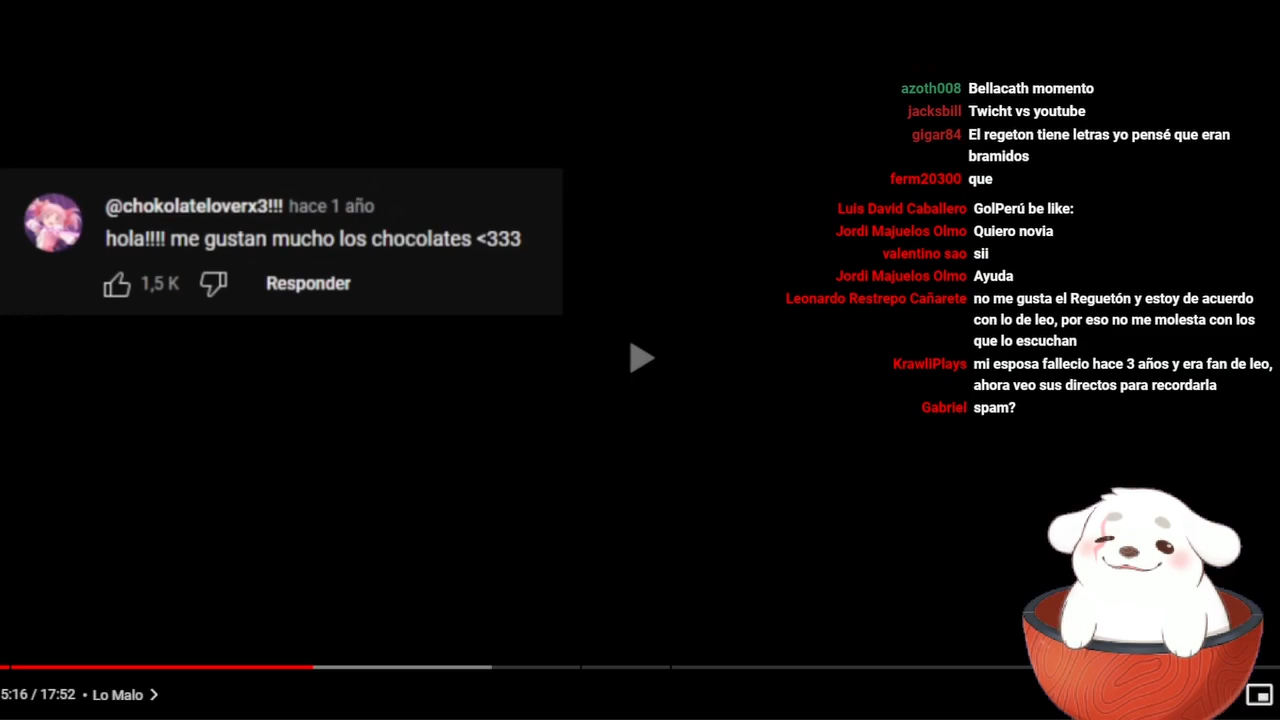 @chokolateloverx3!!! hace 1 año
hola!!!! me gustan mucho los chocolates <333
1,5 K Responder
azoth008 Bellacath momento
jacksbill Twicht vs youtube
gigar84 El regeton tiene letras yo pensé que eran
bramidos
ferm20300 que
Luis David Caballero GolPerú be like:
Jordi Majuelos Olmo Quiero novia
valentino sao sii
Jordi Majuelos Olmo Ayuda
Leonardo Restrepo Cañarete no me gusta el Reguetón y estoy de acuerdo
con lo de leo, por eso no me molesta con los
que lo escuchan
KrawliPlays mi esposa fallecio hace 3 años y era fan de leo,
ahora veo sus directos para recordarla
Gabriel spam?
5:16 / 17:52 • Lo Malo >